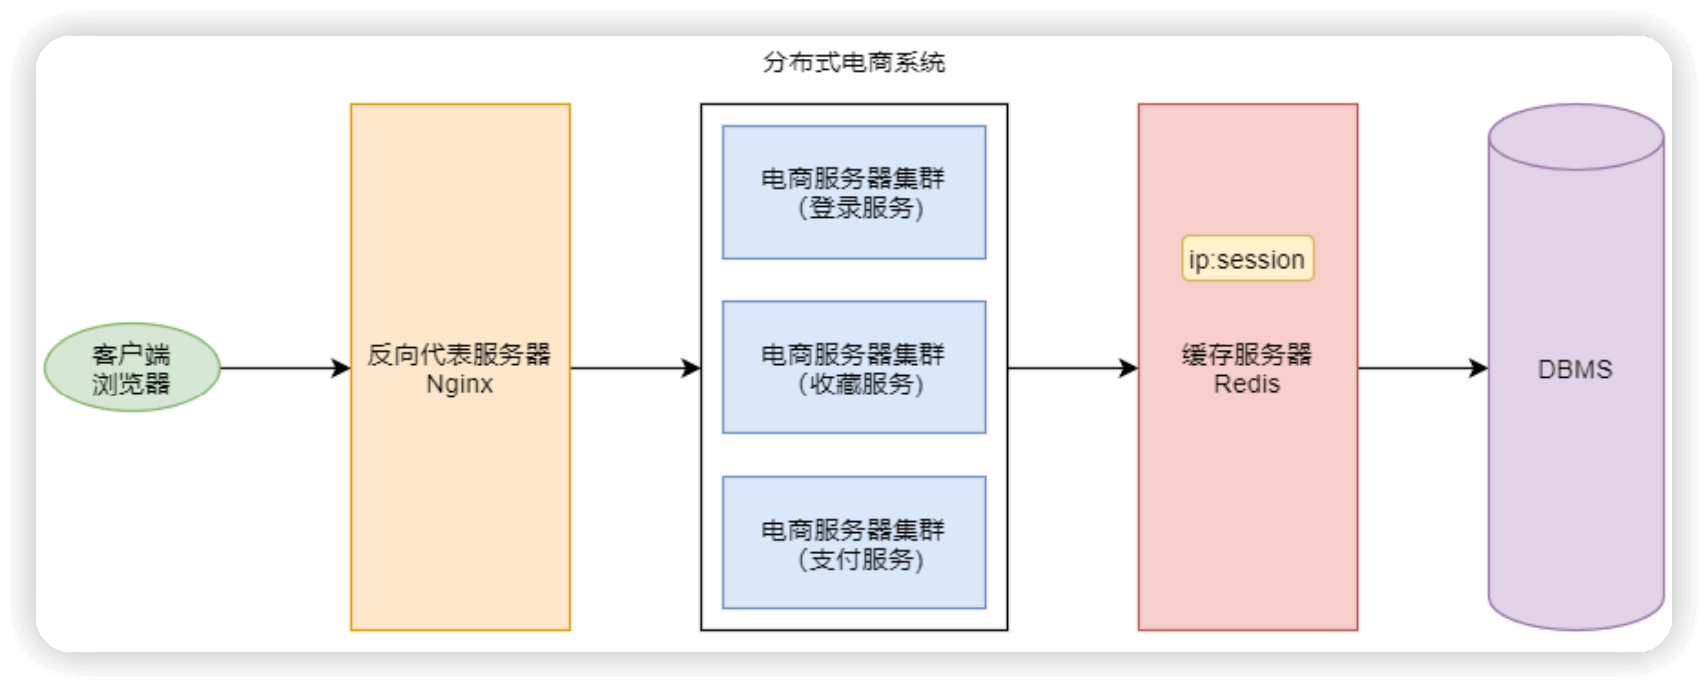 分布式电商系统
客户端
浏览器
反向代表服务器
Nginx
电商服务器集群
（登录服务)
电商服务器集群
（收藏服务)
电商服务器集群
（支付服务)
ip:session
缓存服务器
Redis
DBMS